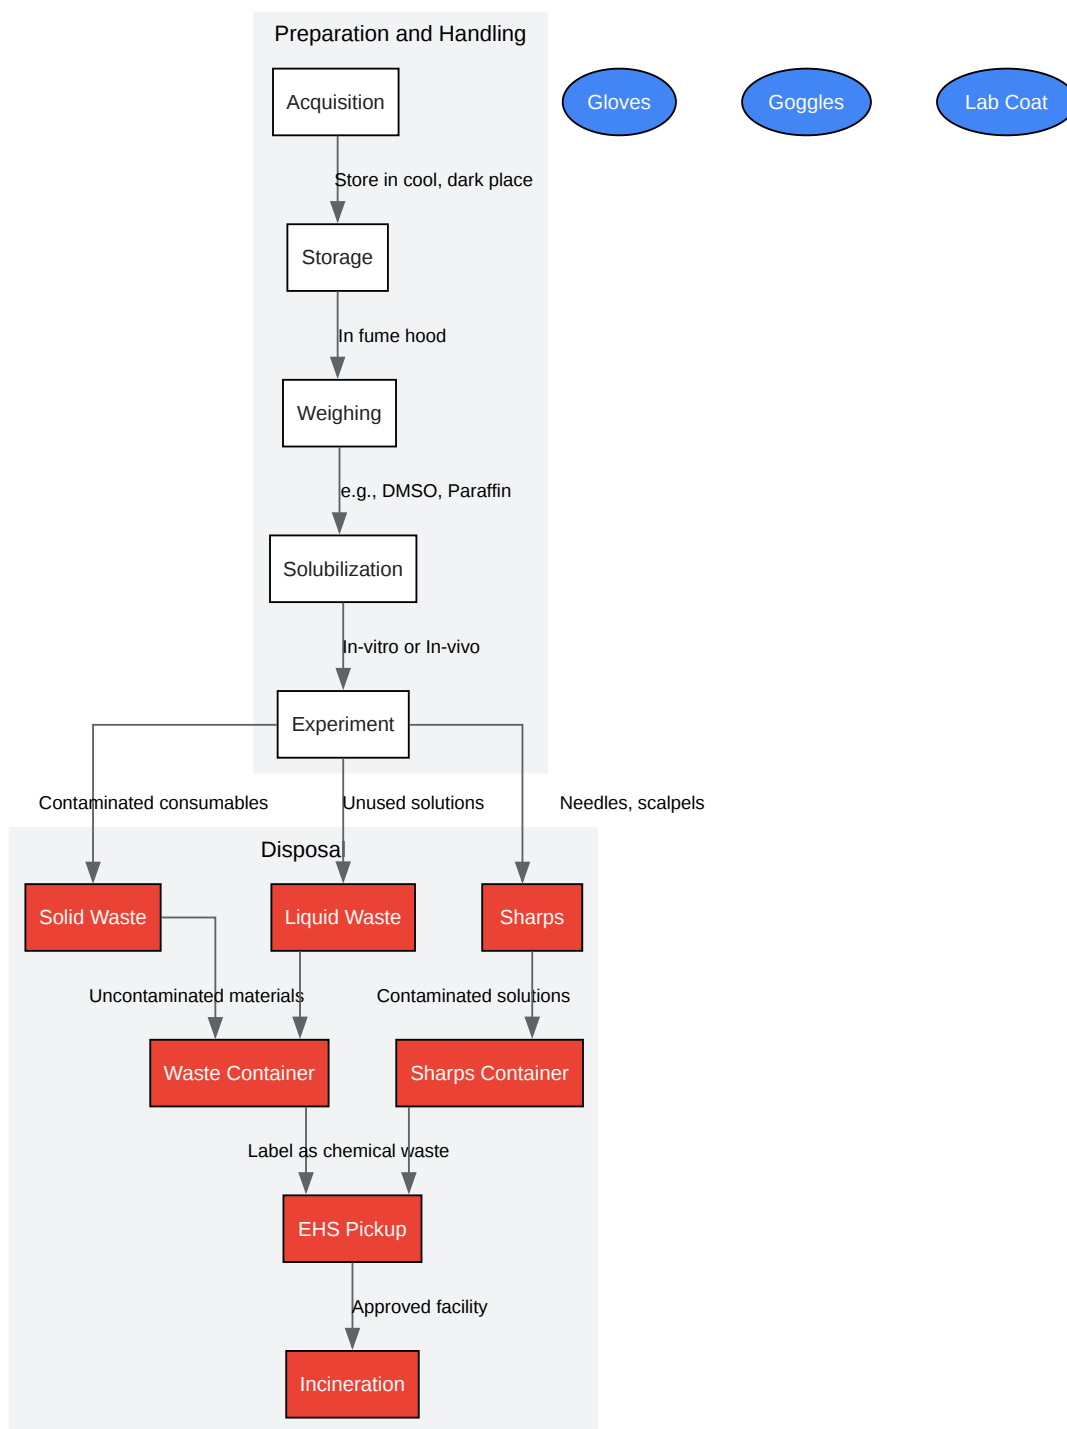 Preparation and Handling
Acquisition
Gloves
Goggles
Lab Coat
Store in cool, dark place
Storage
In fume hood
Weighing
e.g., DMSO, Paraffin
Solubilization
In-vitro or In-vivo
Experiment
Contaminated consumables
Unused solutions
Needles, scalpels
Disposal
Solid Waste
Liquid Waste
Sharps
Uncontaminated materials
Contaminated solutions
Waste Container
Sharps Container
Label as chemical waste
EHS Pickup
Approved facility
Incineration